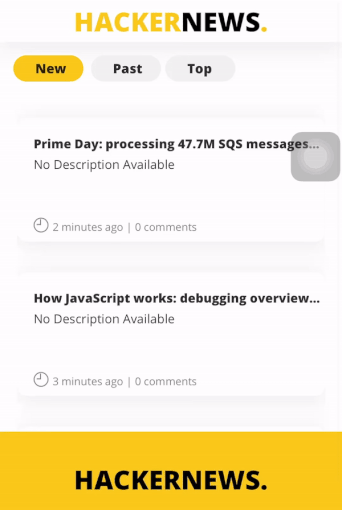 HACKERNEWS.
New Past Top
Prime Day: processing 47.7M SQS messages...
No Description Available
2 minutes ago | 0 comments
How JavaScript works: debugging overview...
No Description Available
3 minutes ago | 0 comments
HACKERNEWS.